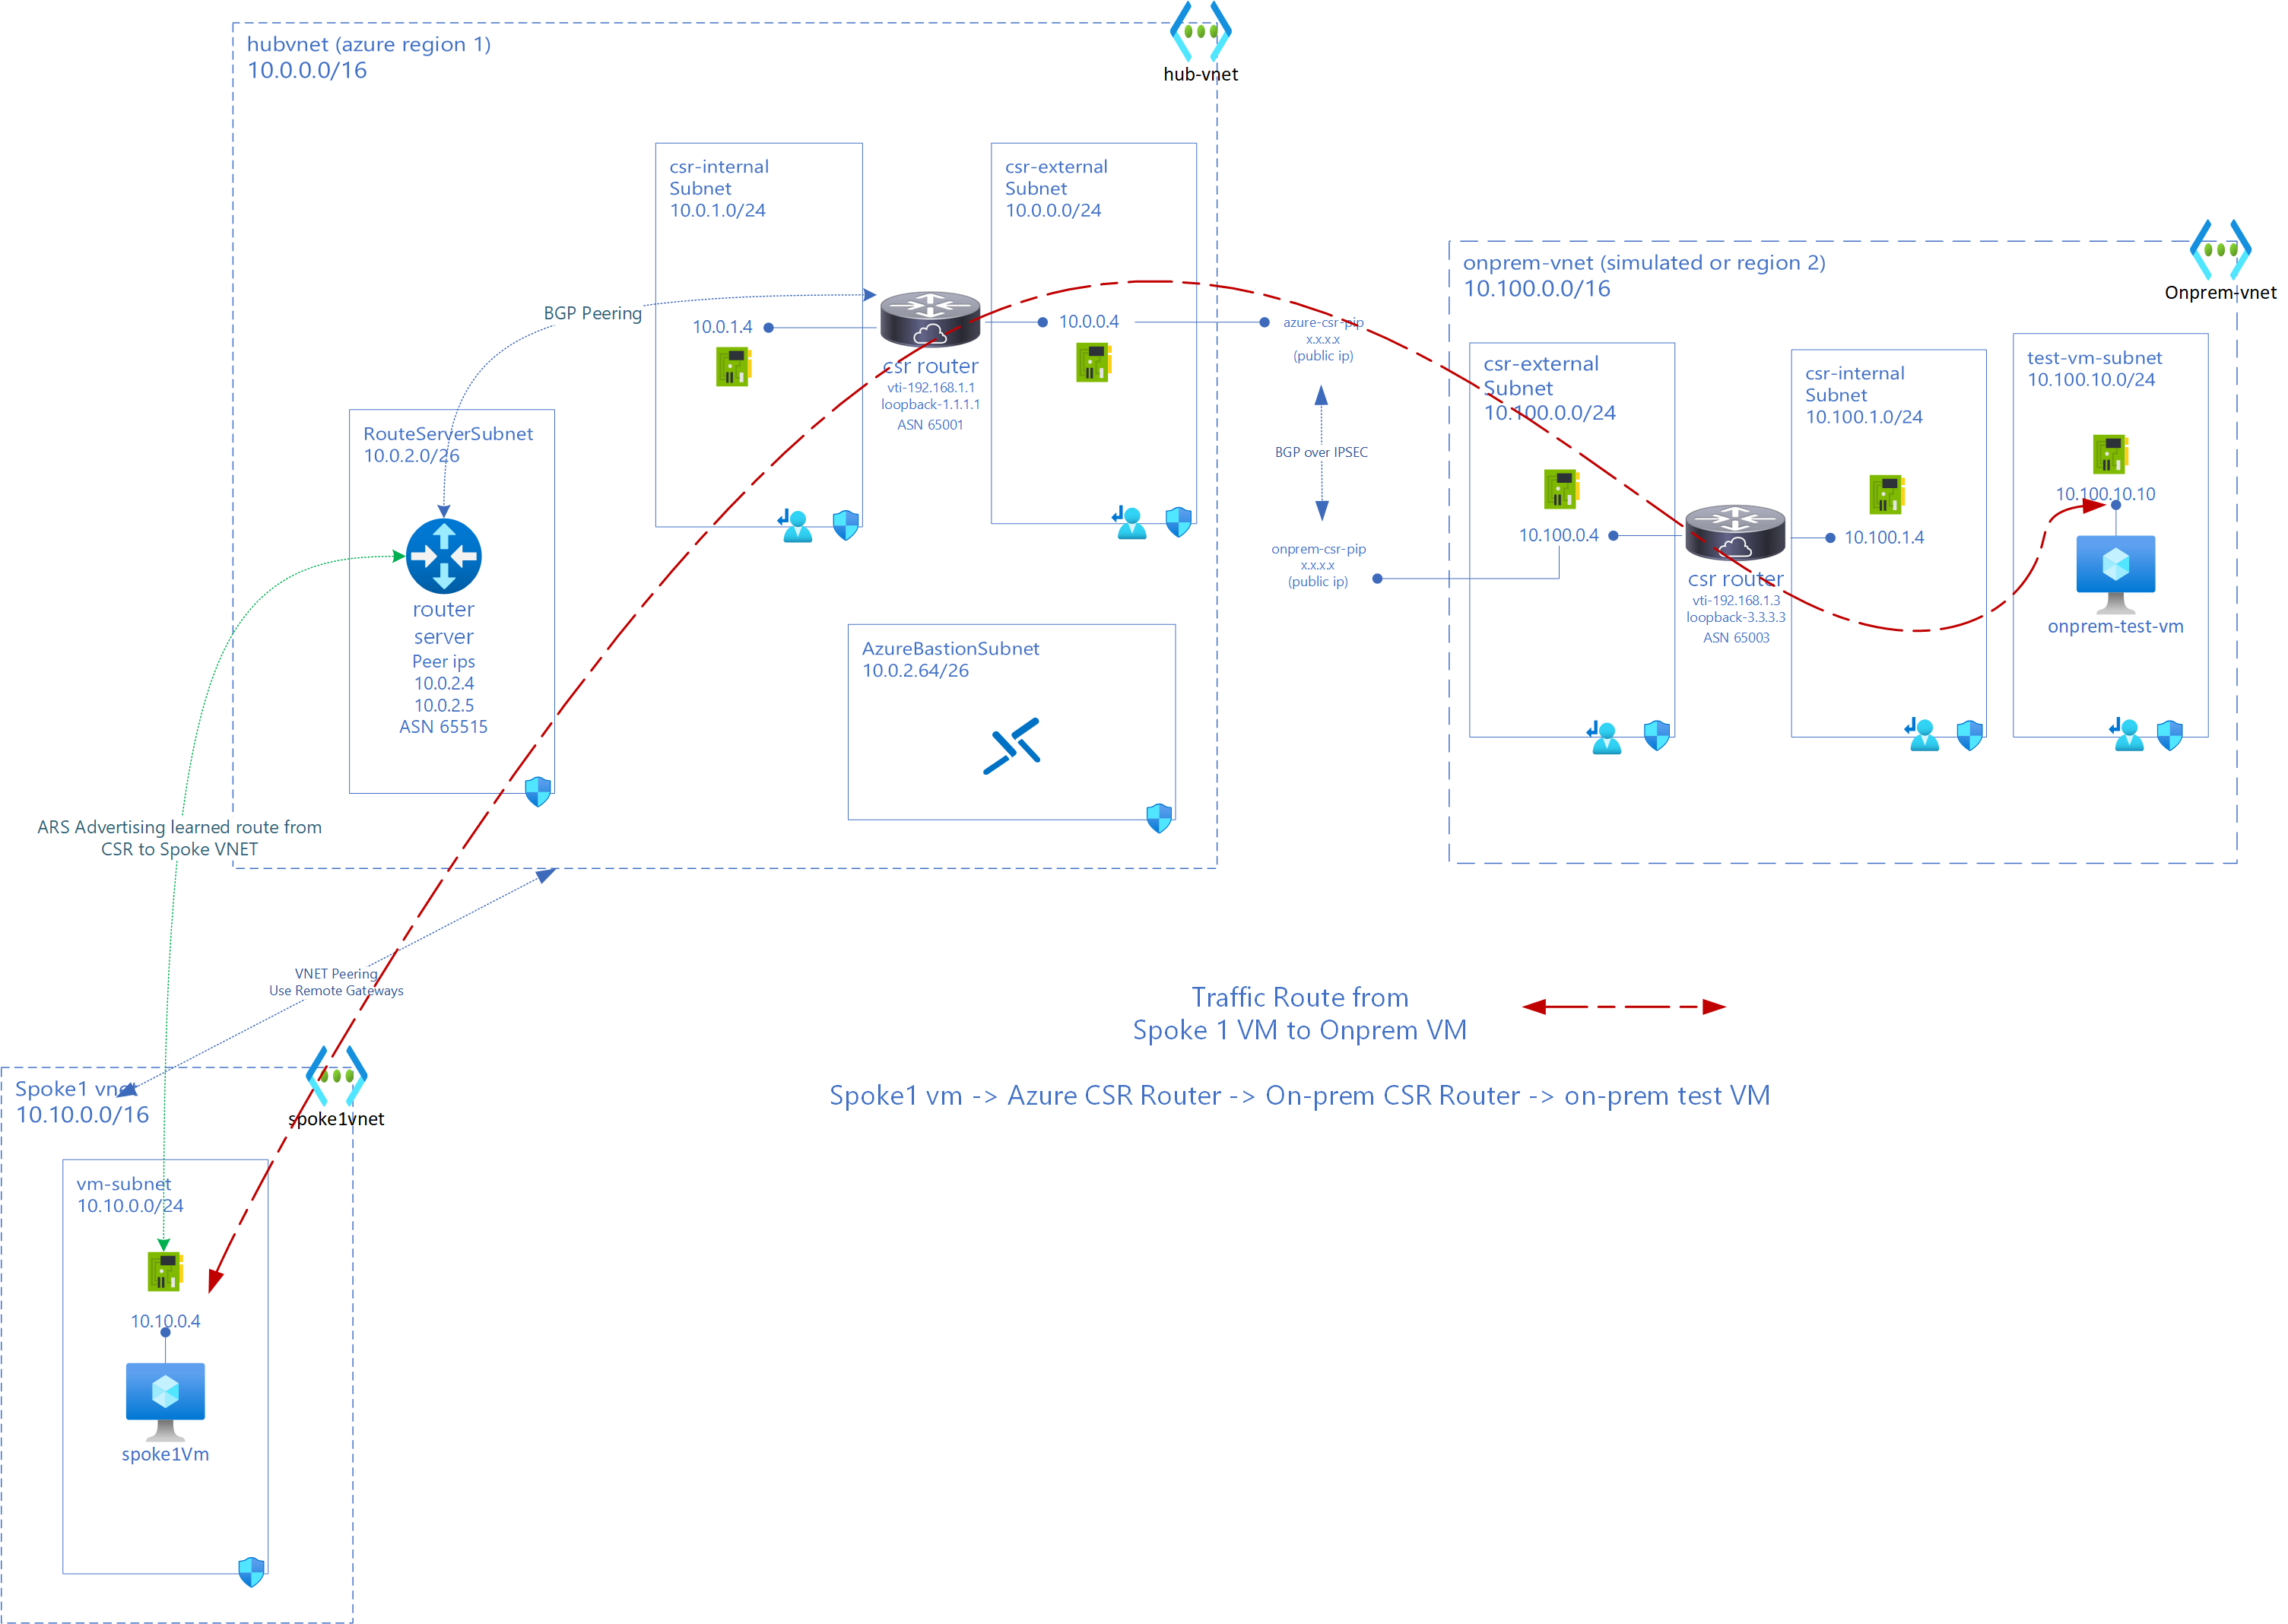 hubvnet (azure region 1)
10.0.0.0/16
hub-vnet
csr-internal
Subnet
10.0.1.0/24
csr-external
Subnet
10.0.0.0/24
BGP Peering
10.0.1.4
10.0.0.4
csr router
vti-192.168.1.1
loopback-1.1.1.1
ASN 65001
azure-csr-pip
x.x.x.x
(public ip)
BGP over IPSEC
onprem-csr-pip
x.x.x.x
(public ip)
RouteServerSubnet
10.0.2.0/26
router
server
Peer ips
10.0.2.4
10.0.2.5
ASN 65515
AzureBastionSubnet
10.0.2.64/26
onprem-vnet (simulated or region 2)
10.100.0.0/16
Onprem-vnet
csr-external
Subnet
10.100.0.0/24
10.100.0.4
csr router
vti-192.168.1.3
loopback-3.3.3.3
ASN 65003
csr-internal
Subnet
10.100.1.0/24
10.100.1.4
test-vm-subnet
10.100.10.0/24
10.100.10.10
onprem-test-vm
ARS Advertising learned route from
CSR to Spoke VNET
VNET Peering
Use Remote Gateways
Traffic Route from
Spoke 1 VM to Onprem VM
Spoke1 vm -> Azure CSR Router -> On-prem CSR Router -> on-prem test VM
Spoke1 vnet
10.10.0.0/16
spoke1vnet
vm-subnet
10.10.0.0/24
10.10.0.4
spoke1Vm